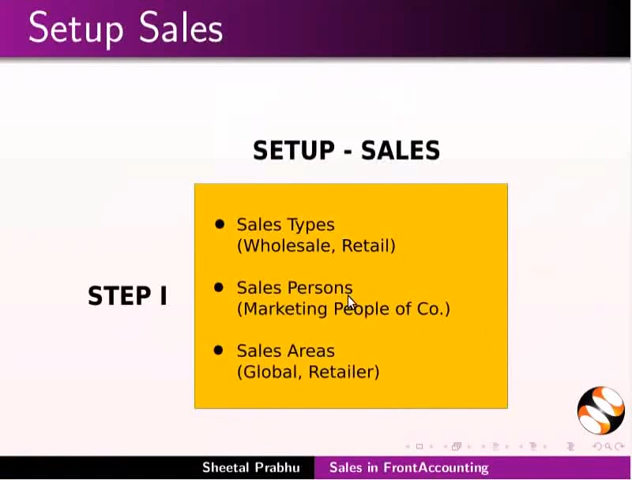 Setup Sales
SETUP - SALES
STEP I
● Sales Types
(Wholesale, Retail)
● Sales Persons
(Marketing People of Co.)
● Sales Areas
(Global, Retailer)
Sheetal Prabhu
Sales in FrontAccounting